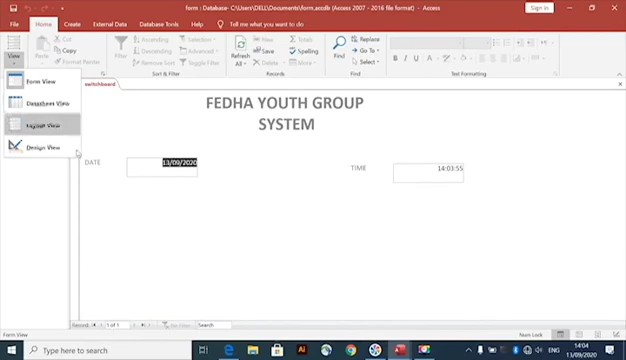 form : Database- C:\Users\DELL\Documents\form.accdb (Access 2007 - 2016 file format) - Access
Sign in
File Home Create External Data Database Tools Help Tell me what you want to do
View
Paste
Cut
Copy
Format Painter
Filter
Ascending
Descending
Remove Sort
Selection
Advanced
Toggle Filter
Sort & Filter
Refresh
All
New
Save
Delete
Totals
Spelling
More
Records
Find
Replace
Go To
Select
Find
B I U
Text Formatting
Form View
Datasheet View
Layout View
Design View
switchboard
FEDHA YOUTH GROUP
SYSTEM
DATE 13/09/2020
TIME 14:03:55
Record: 1 of 1 No Filter Search
Form View
Num Lock
Type here to search
ENG
14:04
13/09/2020